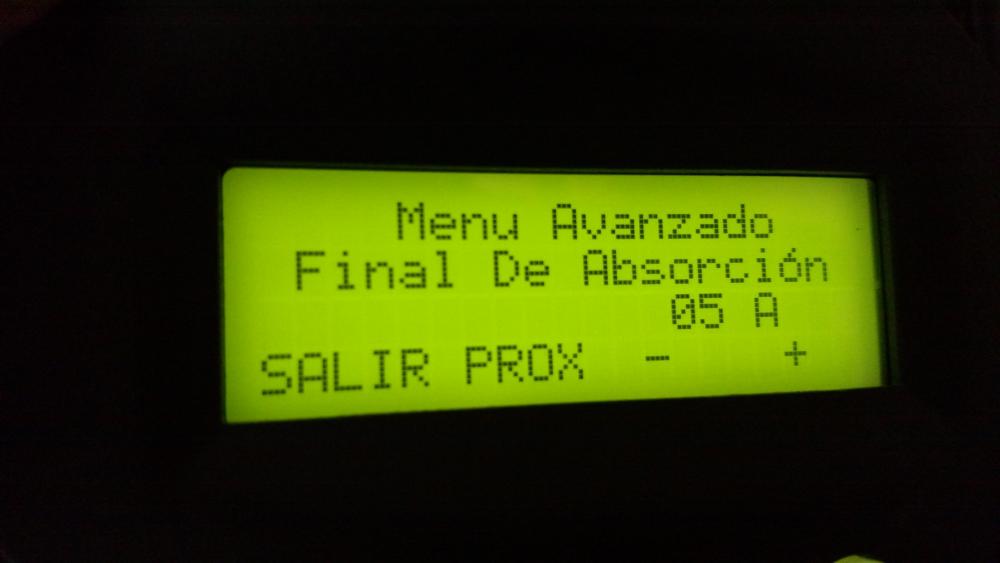 Menu Avanzado
Final De Absorción
05 A
SALIR PROX - +